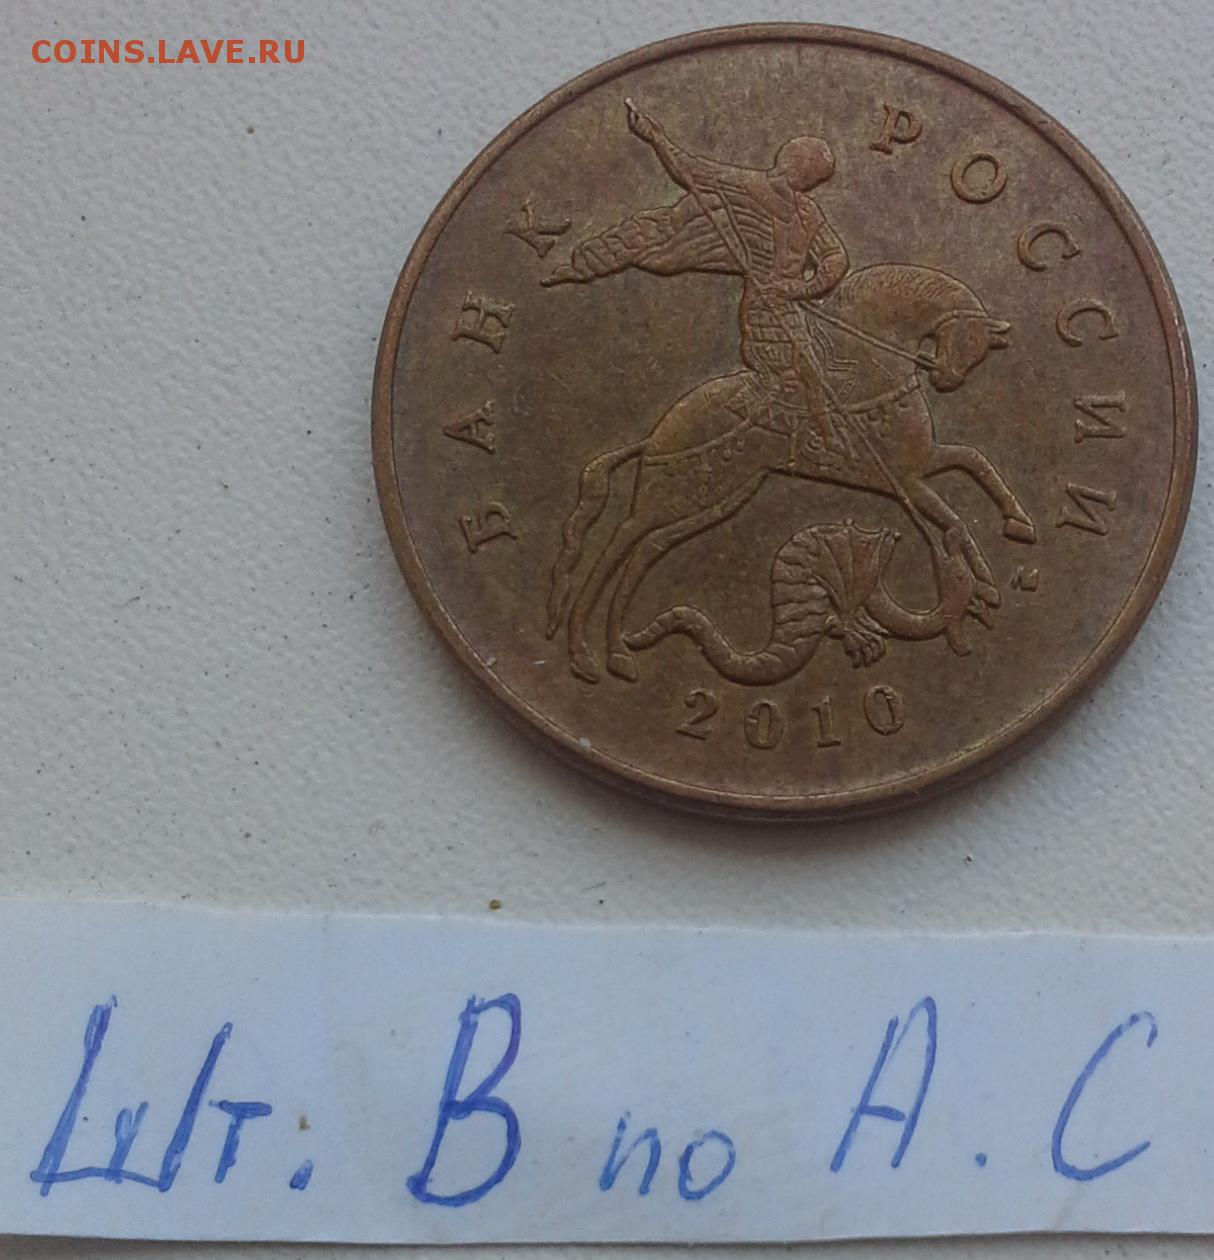 COINS.LAVE.RU
БАНК РОССИИ
м
2010
Шт. В по А.С